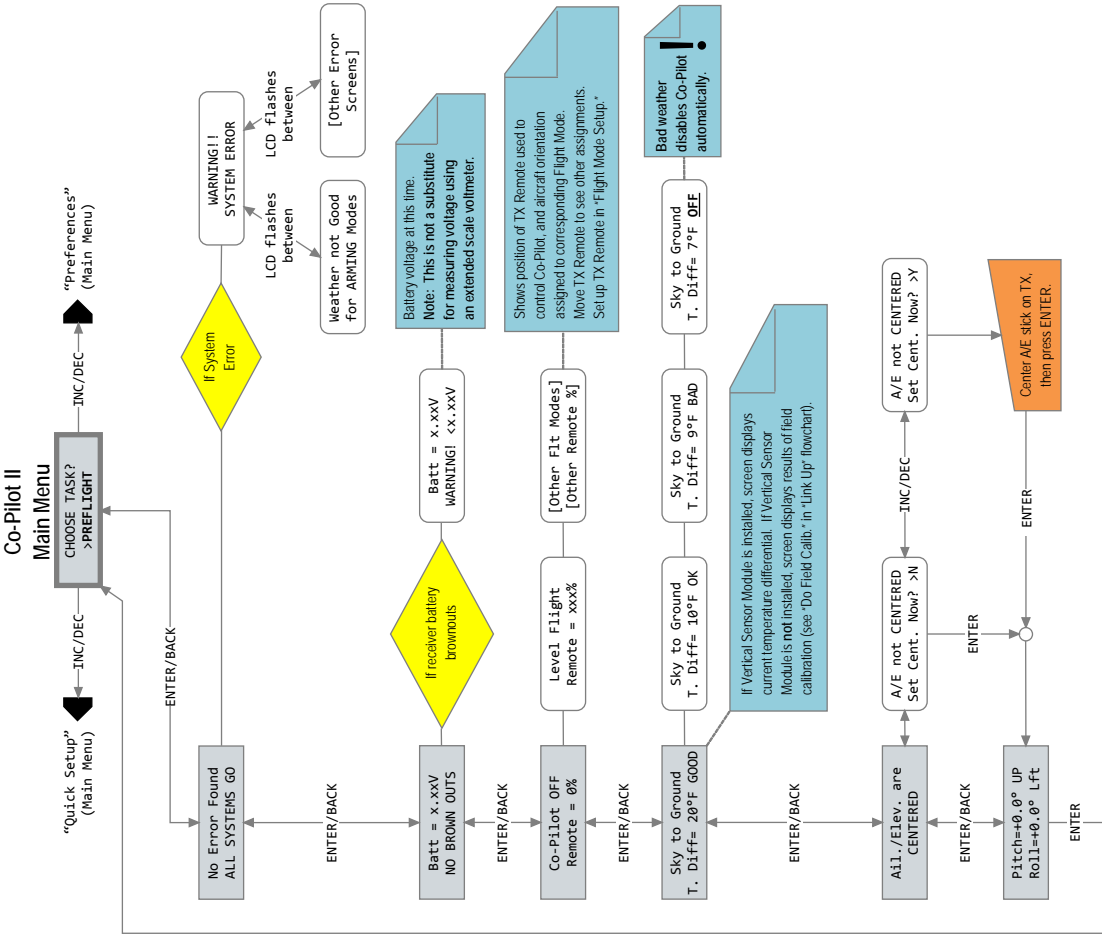 Co-Pilot II
Main Menu
"Quick Setup"
(Main Menu)
INC/DEC
CHOOSE TASK?
>PREFLIGHT
INC/DEC
"Preferences"
(Main Menu)
ENTER/BACK
No Error Found
ALL SYSTEMS GO
If System
Error
WARNING!!
SYSTEM ERROR
LCD flashes
between
LCD flashes
between
Weather not Good
for ARMING Modes
[Other Error
Screens]
ENTER/BACK
Batt = x.xxV
NO BROWN OUTS
If receiver battery
brownouts
Batt = x.xxV
WARNING! <x.xxV
Battery voltage at this time.
Note: This is not a substitute
for measuring voltage using
an extended scale voltmeter.
ENTER/BACK
Co-Pilot OFF
Remote = 0%
Level Flight
Remote = xxx%
[Other Flt Modes]
[Other Remote %]
Shows position of TX Remote used to
control Co-Pilot, and aircraft orientation
assigned to corresponding Flight Mode.
Move TX Remote to see other assignments.
Set up TX Remote in "Flight Mode Setup."
ENTER/BACK
Sky to Ground
T. Diff= 20°F GOOD
Sky to Ground
T. Diff= 10°F OK
Sky to Ground
T. Diff= 9°F BAD
Sky to Ground
T. Diff= 7°F OFF
Bad weather
disables Co-Pilot
automatically.
!
If Vertical Sensor Module is installed, screen displays
current temperature differential. If Vertical Sensor
Module is not installed, screen displays results of field
calibration (see "Do Field Calib." in "Link Up" flowchart).
ENTER/BACK
Ail./Elev. are
CENTERED
A/E not CENTERED
Set Cent. Now? >N
INC/DEC
A/E not CENTERED
Set Cent. Now? >Y
ENTER/BACK
ENTER
ENTER
Center A/E stick on TX,
then press ENTER.
Pitch=+0.0° UP
Roll=+0.0° Lft
ENTER